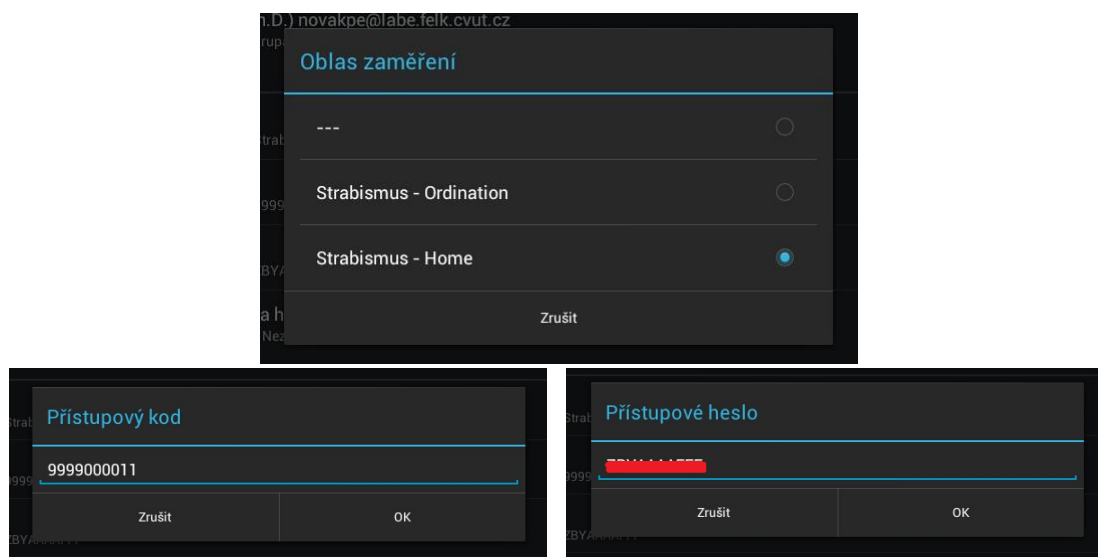 novakpe@labe.felk.cvut.cz
Oblas zaměření
---
Strabismus - Ordination
Strabismus - Home
Zrušit
Přístupový kod
9999000011
Zrušit
OK
Přístupové heslo
Zrušit
OK